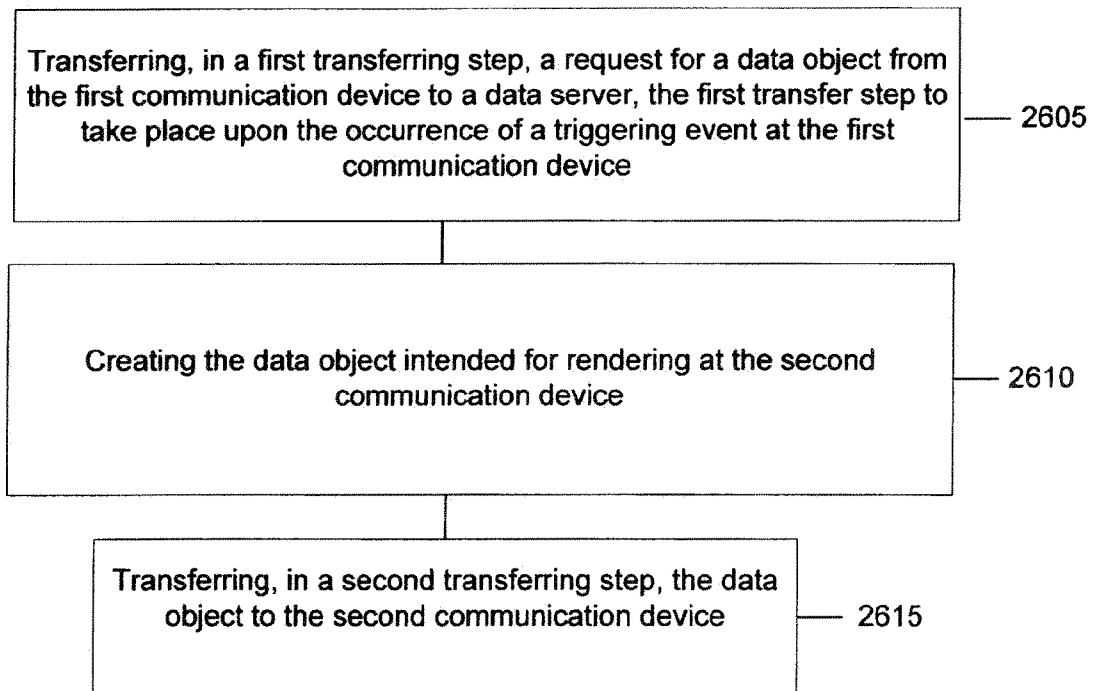 Transferring, in a first transferring step, a request for a data object from
the first communication device to a data server, the first transfer step to
take place upon the occurrence of a triggering event at the first
communication device
2605
Creating the data object intended for rendering at the second
communication device
2610
Transferring, in a second transferring step, the data
object to the second communication device
2615